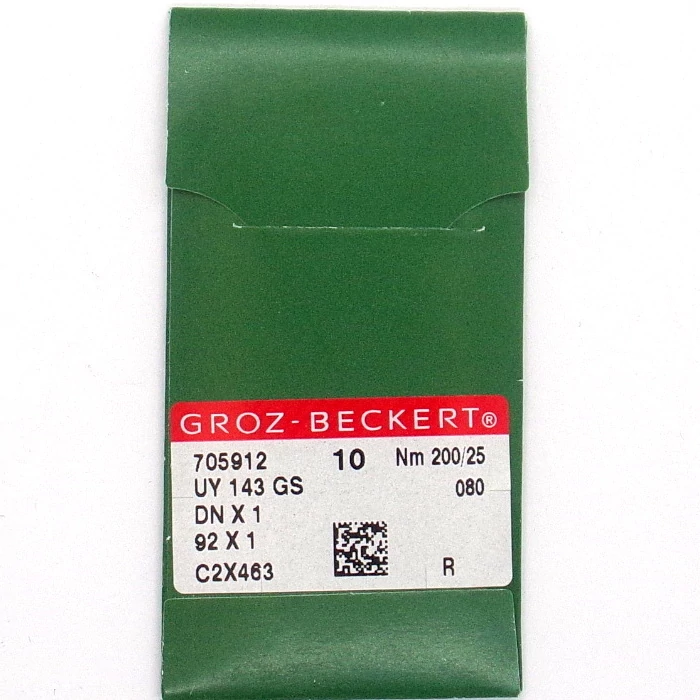 GROZ-BECKERT®
705912 10 Nm 200/25
UY 143 GS 080
DN X 1
92 X 1
C2X463 R